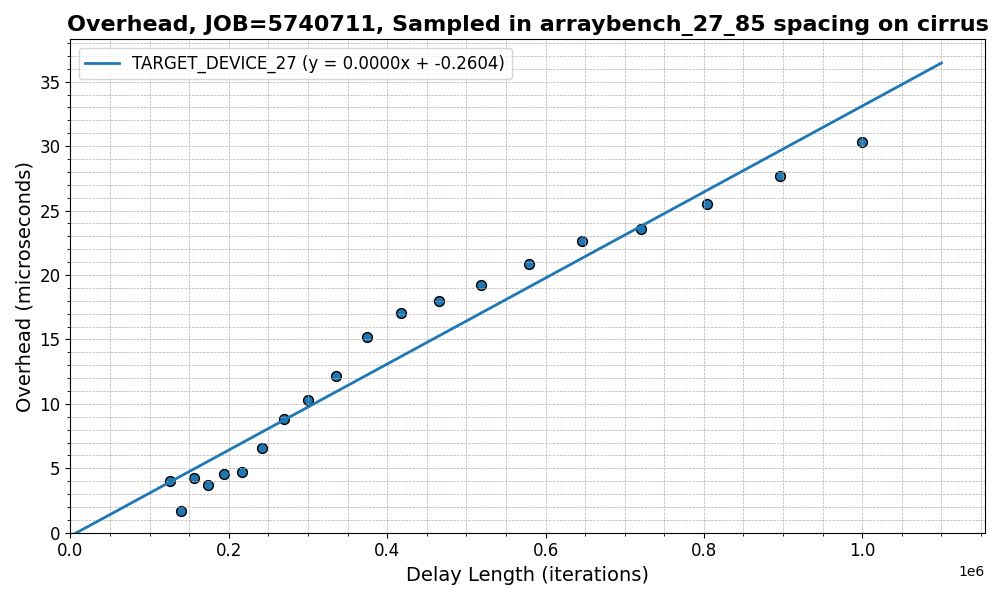 Overhead, JOB=5740711, Sampled in arraybench_27_85 spacing on cirrus
TARGET_DEVICE_27 (y = 0.0000x + -0.2604)
Overhead (microseconds)
35
30
25
20
15
10
5
0
0.0 0.2 0.4 0.6 0.8 1.0
1e6
Delay Length (iterations)